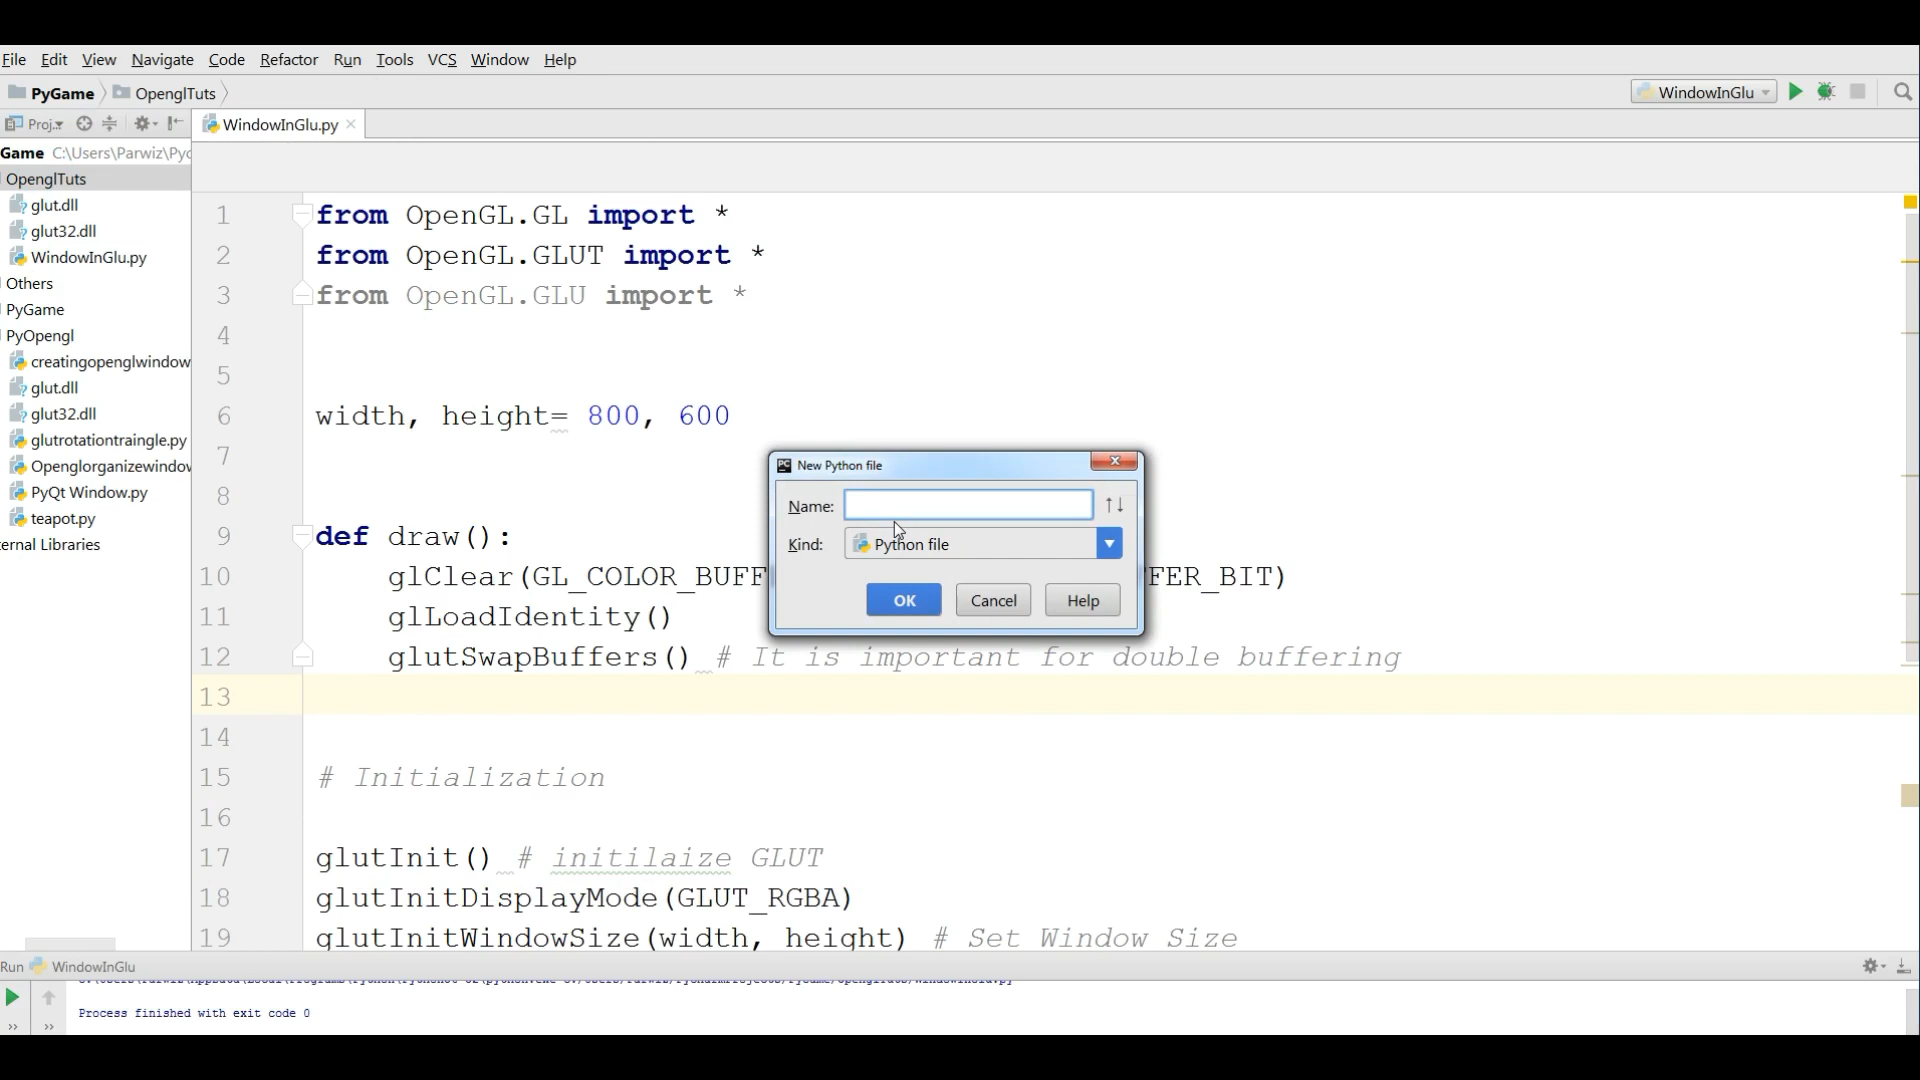 File Edit View Navigate Code Refactor Run Tools VCS Window Help
PyGame OpenglTuts WindowInGlu
Proj... WindowInGlu.py
Game C:\Users\Parwiz\Pyc
OpenglTuts
glut.dll
glut32.dll
WindowInGlu.py
Others
PyGame
PyOpengl
creatingopenglwindow
glut.dll
glut32.dll
glutrotationtraingle.py
Openglorganizewindow
PyQt Window.py
teapot.py
ernal Libraries
1 from OpenGL.GL import *
2 from OpenGL.GLUT import *
3 from OpenGL.GLU import *
4
5
6 width, height= 800, 600
7
8
9 def draw():
10 glClear(GL_COLOR_BUFF FER_BIT)
11 glLoadIdentity()
12 glutSwapBuffers() # It is important for double buffering
13
14
15 # Initialization
16
17 glutInit() # initilaize GLUT
18 glutInitDisplayMode(GLUT_RGBA)
19 glutInitWindowSize(width, height) # Set Window Size
New Python file
Name:
Kind: Python file
OK Cancel Help
Run WindowInGlu
Process finished with exit code 0